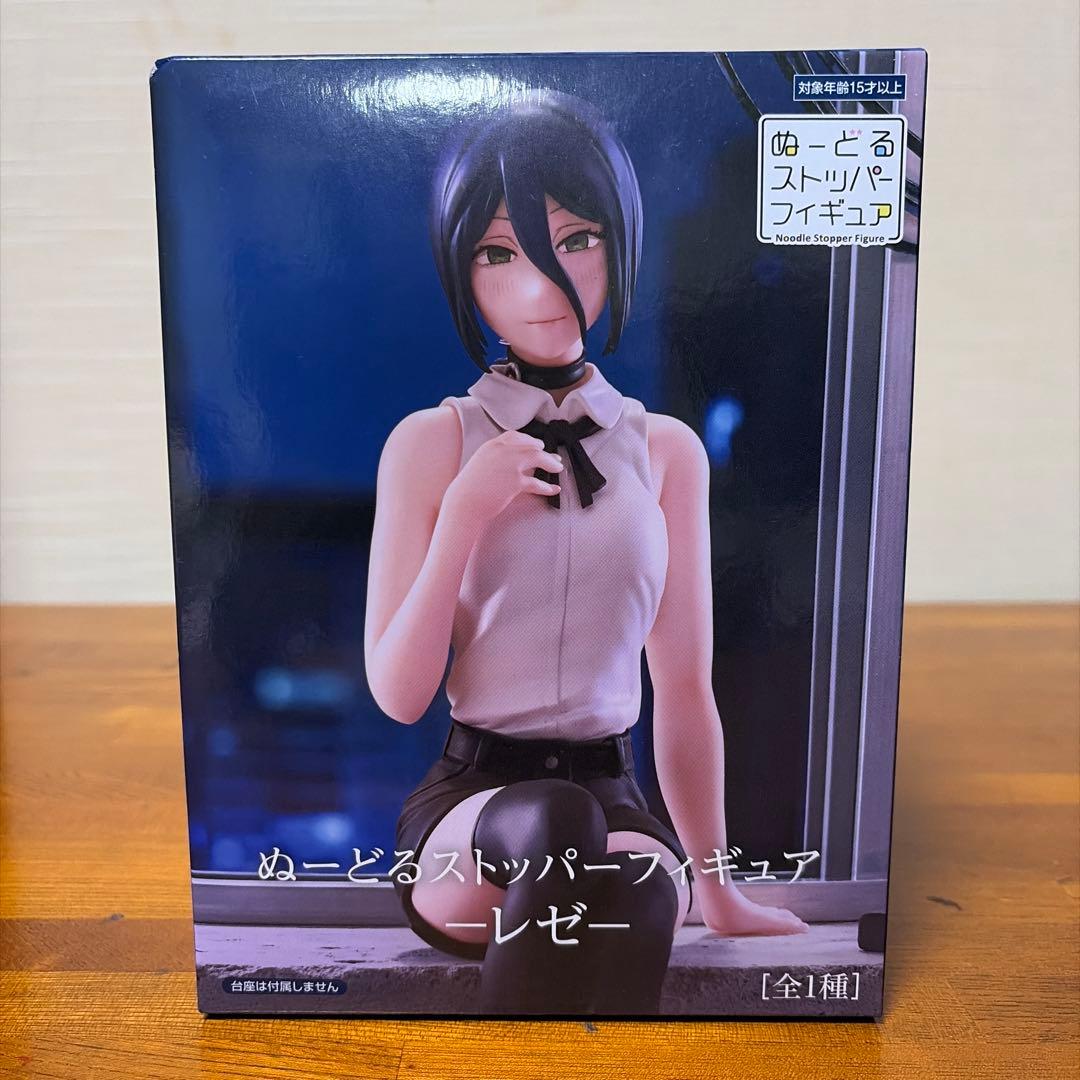 対象年齢15才以上
ぬーどる
ストッパー
フィギュア
Noodle Stopper Figure
ぬーどるストッパーフィギュア
−レゼ−
台座は付属しません
[全1種]